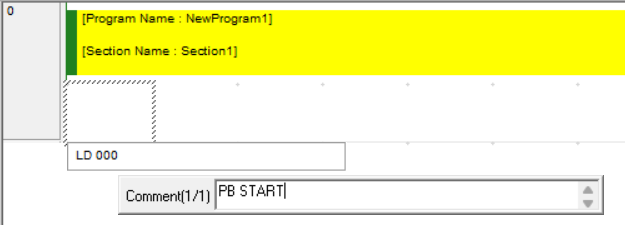 0
[Program Name : NewProgram1]
[Section Name : Section1]
LD 000
Comment(1/1) PB START